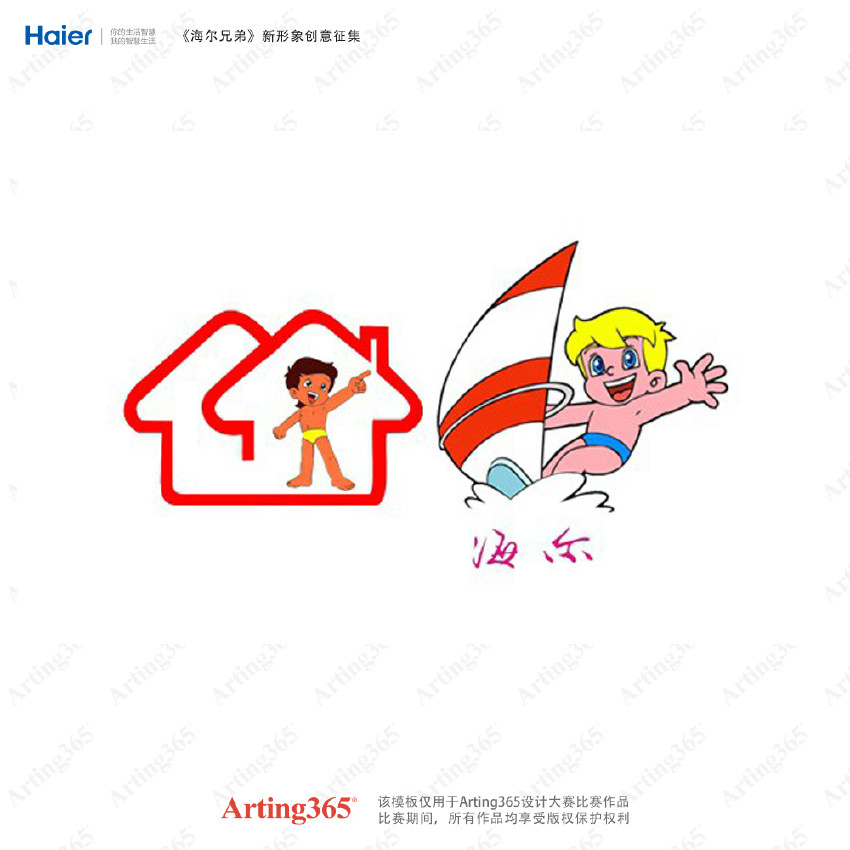 Haier
你的生活智慧
我的智慧生活
《海尔兄弟》新形象创意征集
海尔
Arting365®
该模板仅用于Arting365设计大赛比赛作品
比赛期间，所有作品均享受版权保护权利